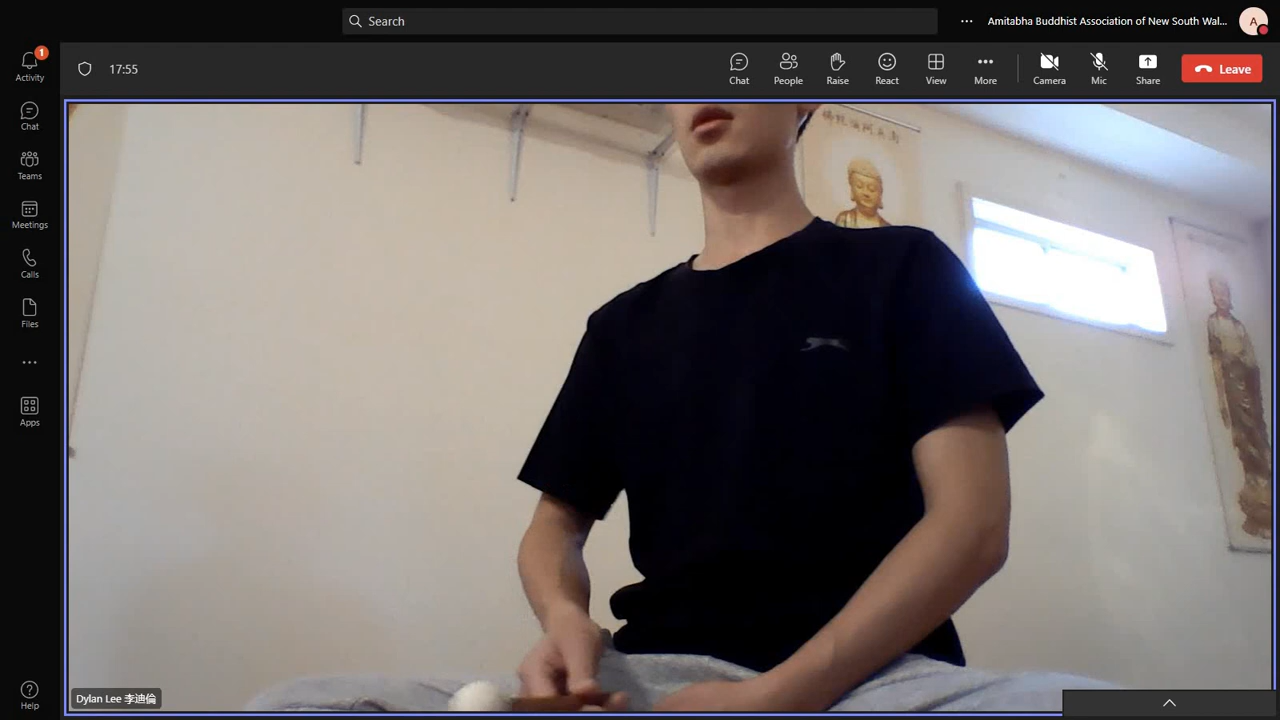 Search
Amitabha Buddhist Association of New South Wal...
A
1
Activity
Chat
Teams
Meetings
Calls
Files
Apps
Help
17:55
Chat
People
Raise
React
View
More
Camera
Mic
Share
Leave
Dylan Lee 李迪倫